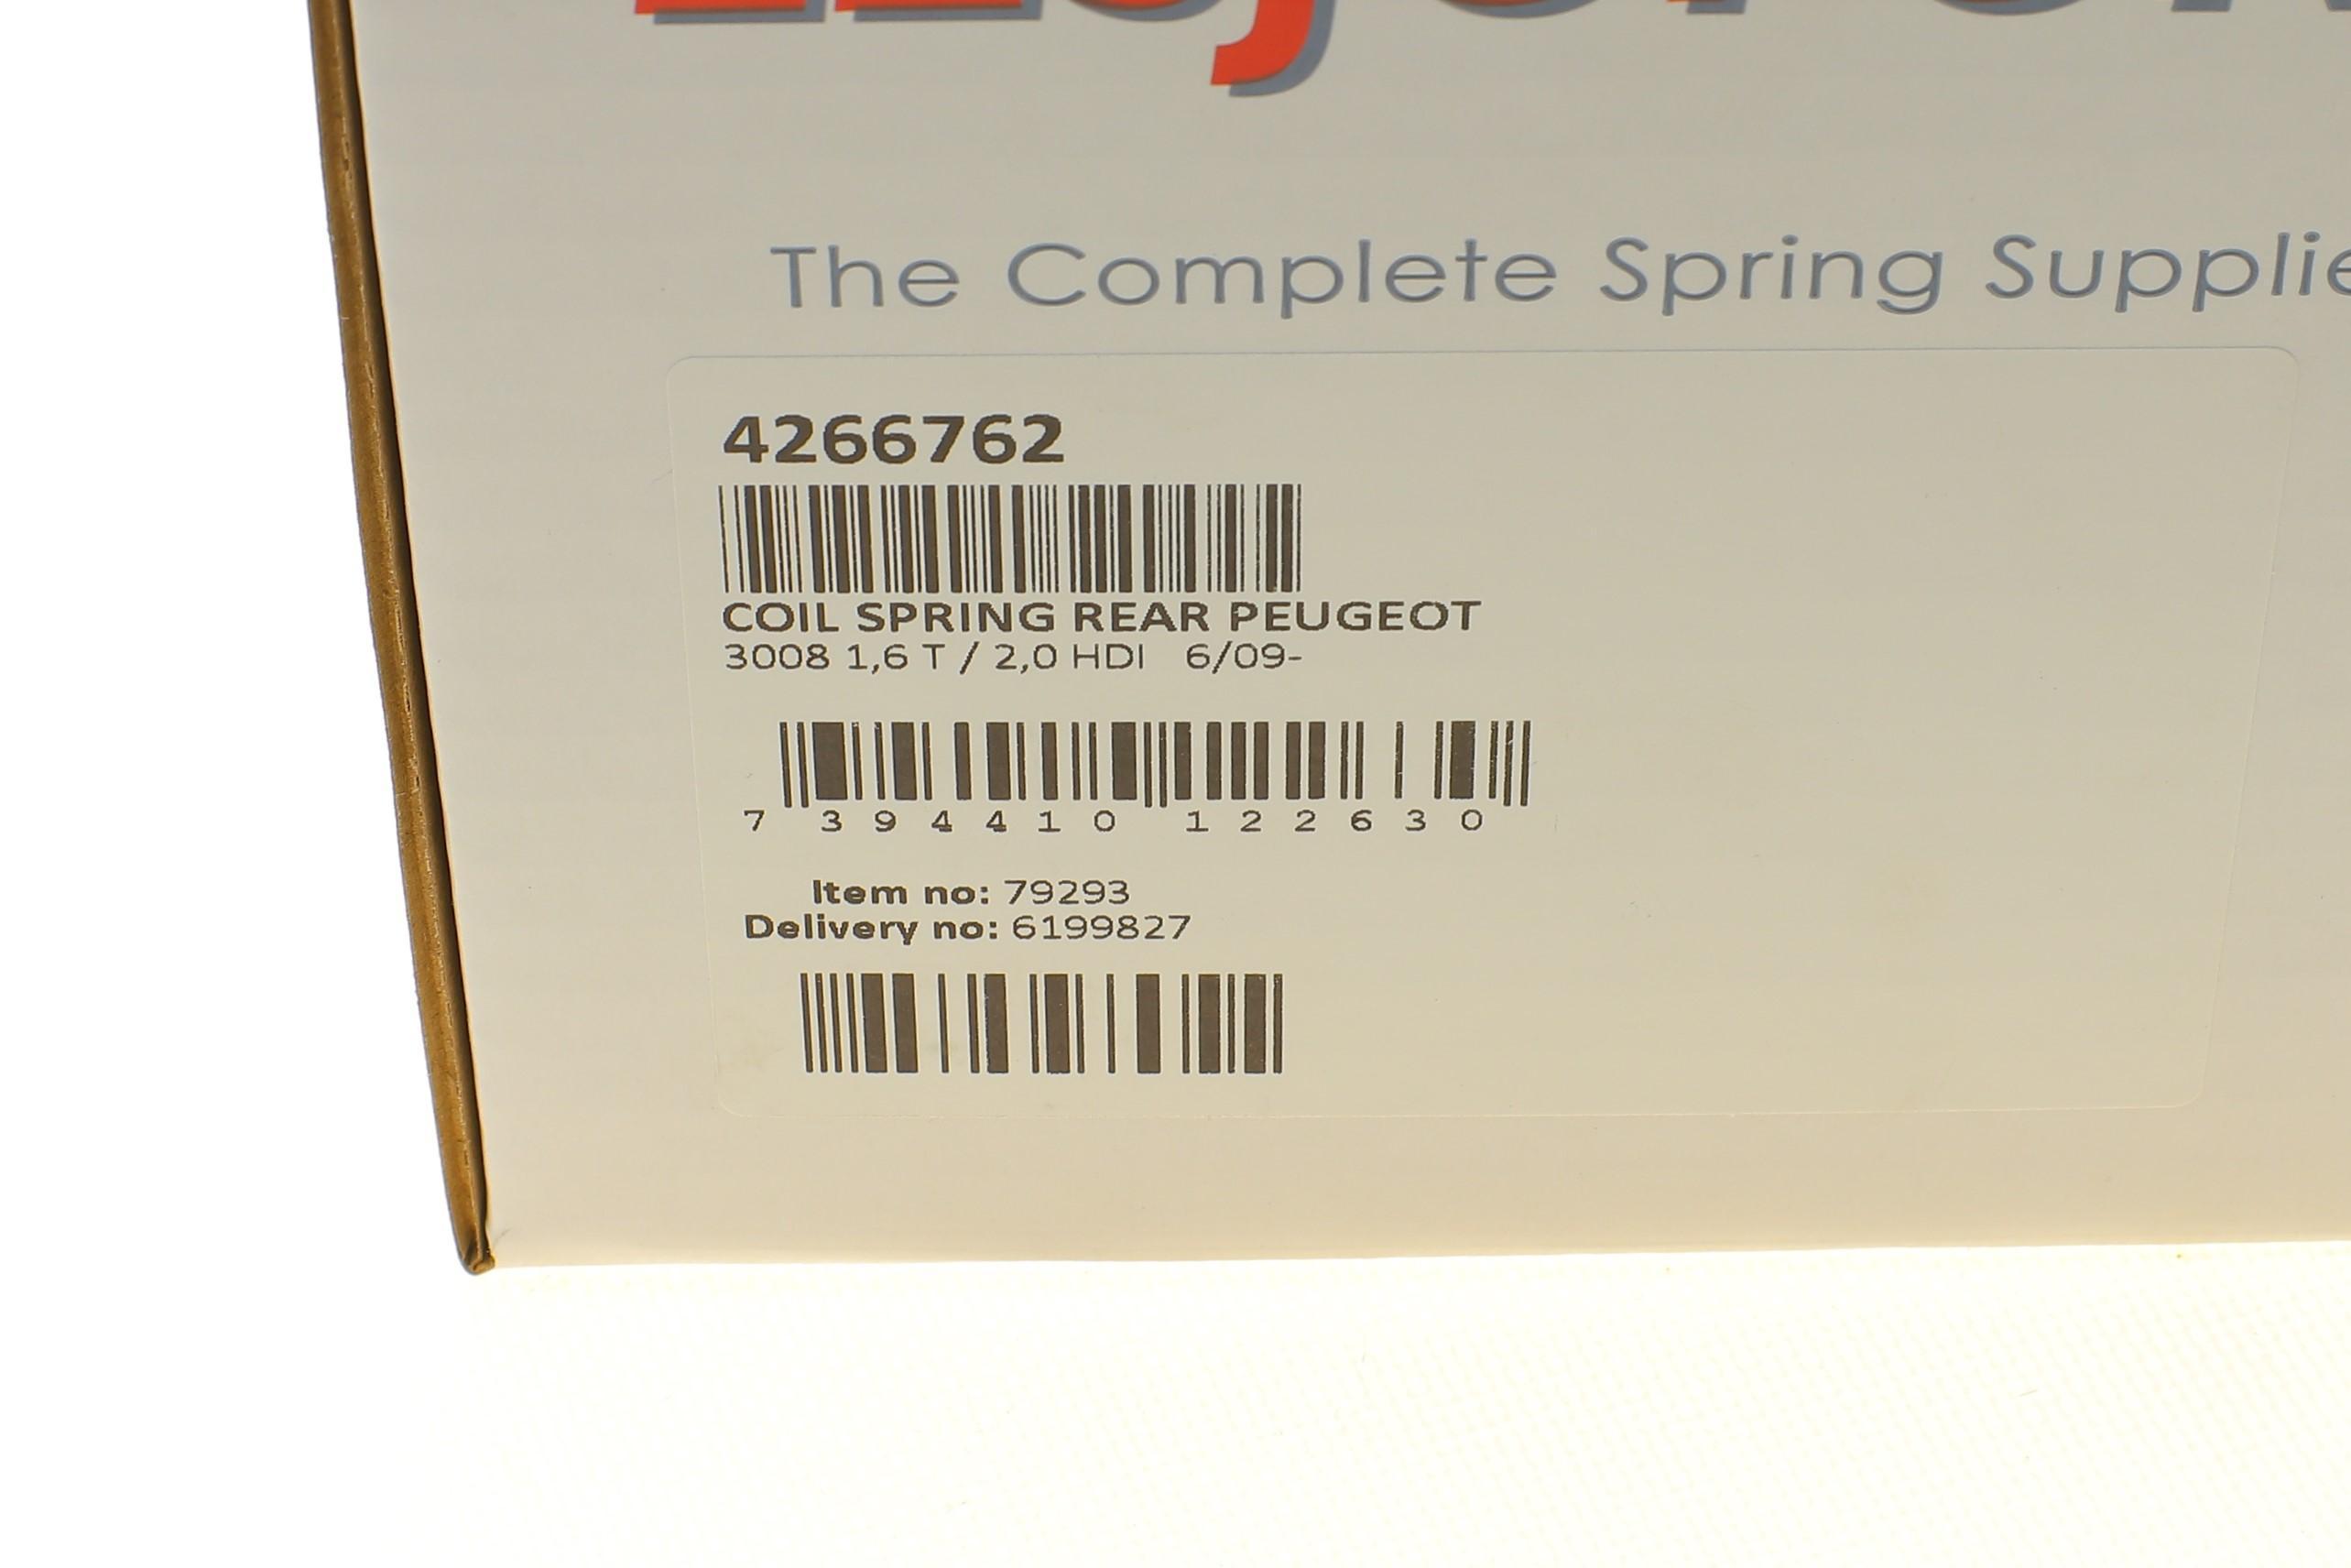 The Complete Spring Supplie
4266762
COIL SPRING REAR PEUGEOT
3008 1,6 T / 2,0 HDI 6/09-
7 394410 122630
Item no: 79293
Delivery no: 6199827